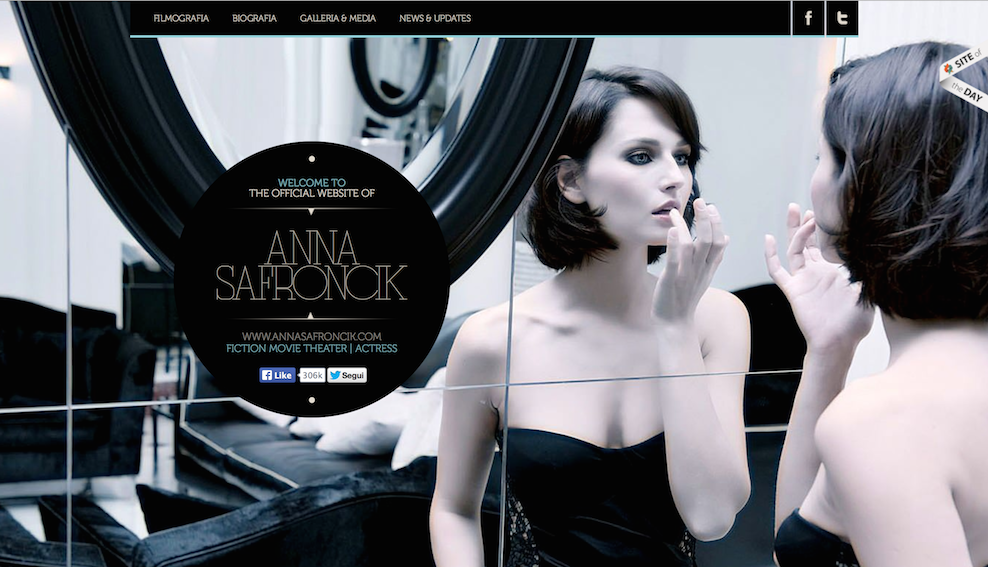 FILMOGRAFIA
BIOGRAFIA
GALLERIA & MEDIA
NEWS & UPDATES
f
t
SITE of
the DAY
WELCOME TO
THE OFFICIAL WEBSITE OF
ANNA
SAFRONCIK
WWW.ANNASAFRONCIK.COM
FICTION MOVIE THEATER | ACTRESS
Like
306k
Segui